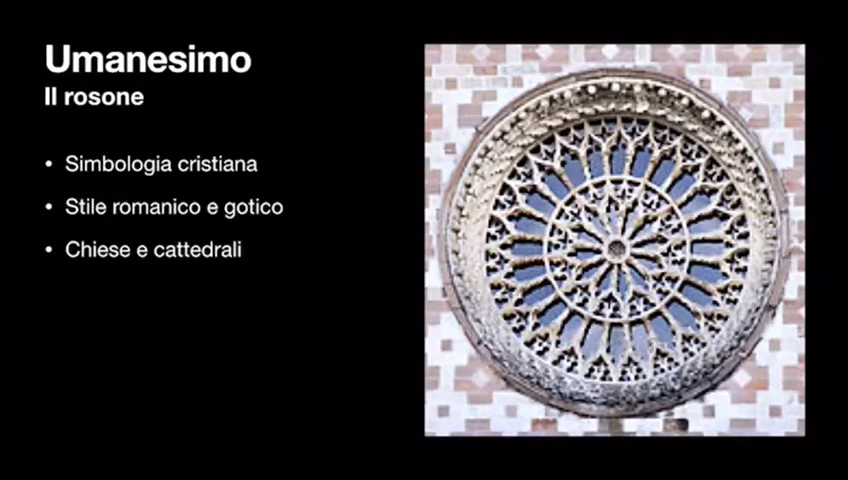 Umanesimo
Il rosone
• Simbologia cristiana
• Stile romanico e gotico
• Chiese e cattedrali